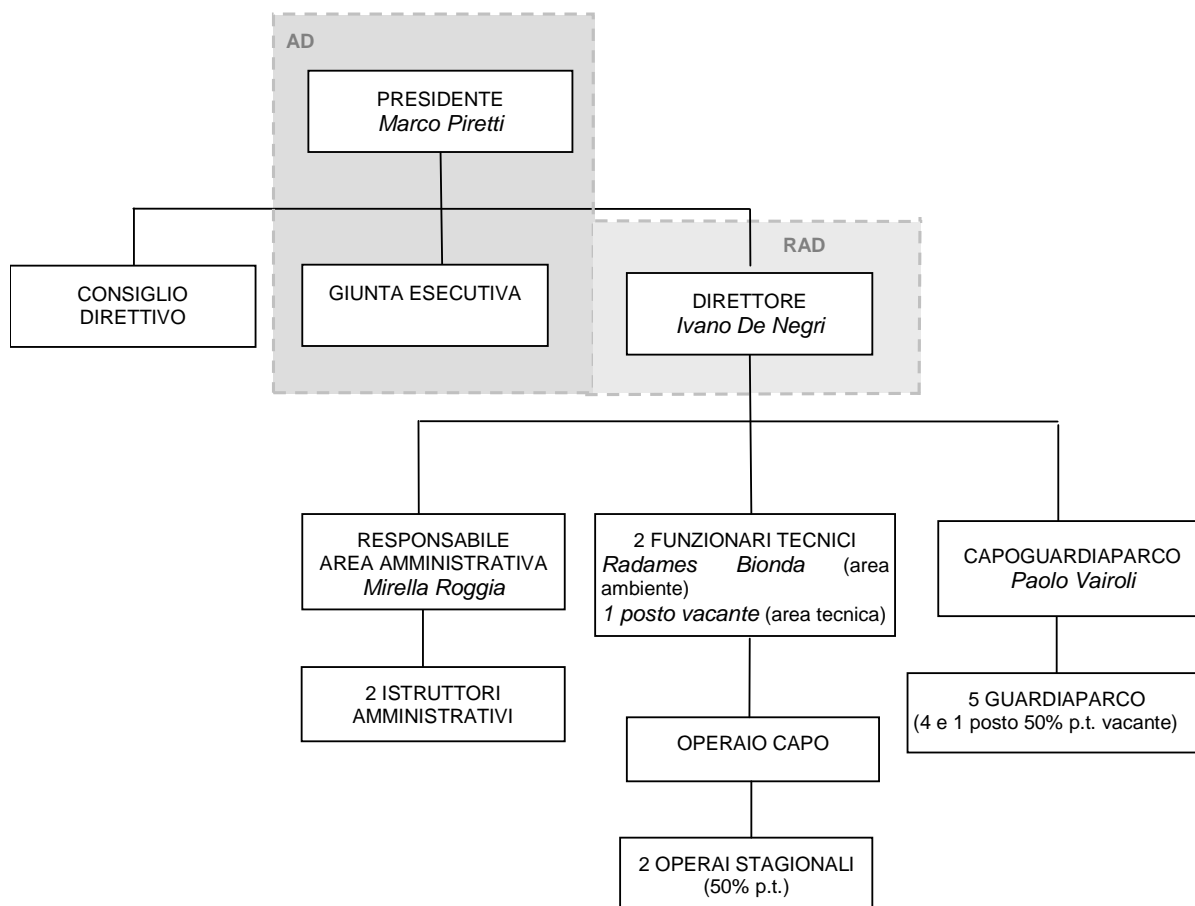 AD
PRESIDENTE
Marco Piretti
RAD
CONSIGLIO
DIRETTIVO
GIUNTA ESECUTIVA
DIRETTORE
Ivano De Negri
RESPONSABILE
AREA AMMINISTRATIVA
Mirella Roggia
2 FUNZIONARI TECNICI
Radames Bionda (area
ambiente)
1 posto vacante (area tecnica)
CAPOGUARDIAPARCO
Paolo Vairoli
2 ISTRUTTORI
AMMINISTRATIVI
5 GUARDIAPARCO
(4 e 1 posto 50% p.t. vacante)
OPERAIO CAPO
2 OPERAI STAGIONALI
(50% p.t.)